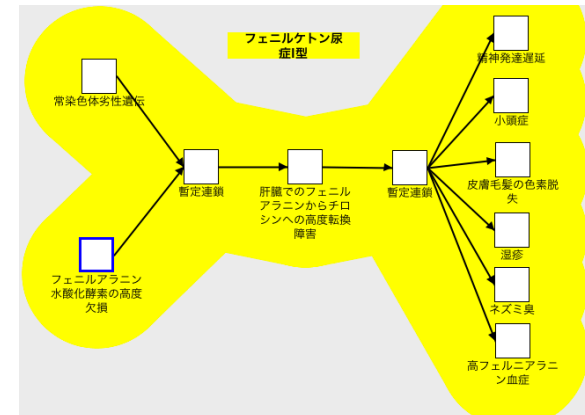 フェニルケトン尿
症I型
精神発達遅延
常染色体劣性遺伝
小頭症
暫定連鎖
肝臓でのフェニル
アラニンからチロ
シンへの高度転換
障害
暫定連鎖
皮膚毛髪の色素脱
失
湿疹
フェニルアラニン
水酸化酵素の高度
欠損
ネズミ臭
高フェルニアラニ
ン血症